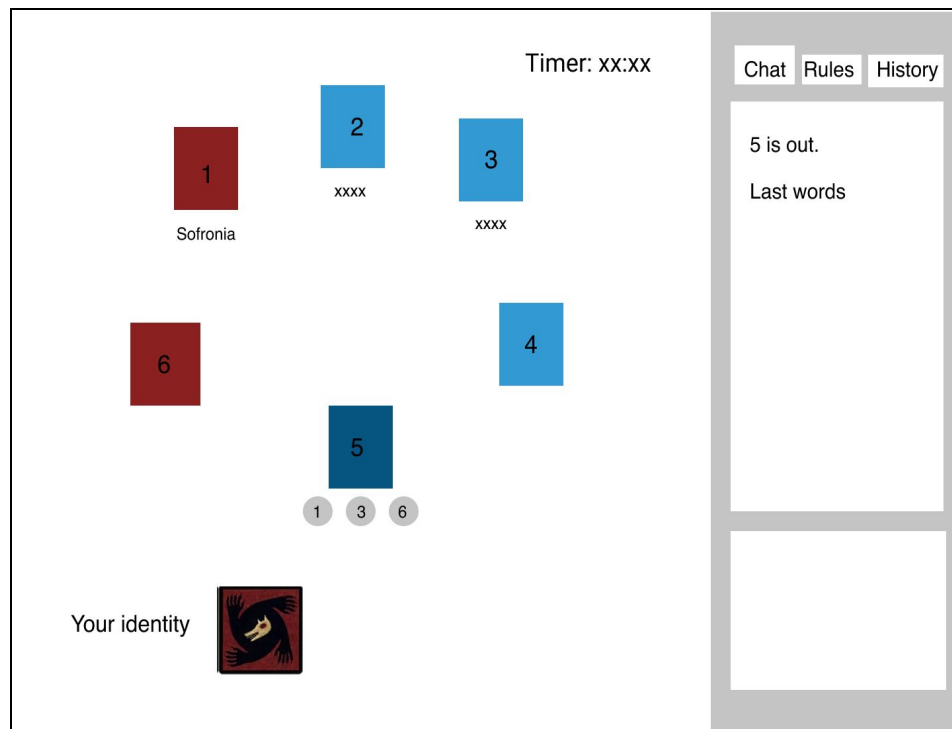 Timer: xx:xx
Chat Rules History
2
1
3
xxxx
Sofronia
xxxx
5 is out.
Last words
4
6
5
1 3 6
Your identity